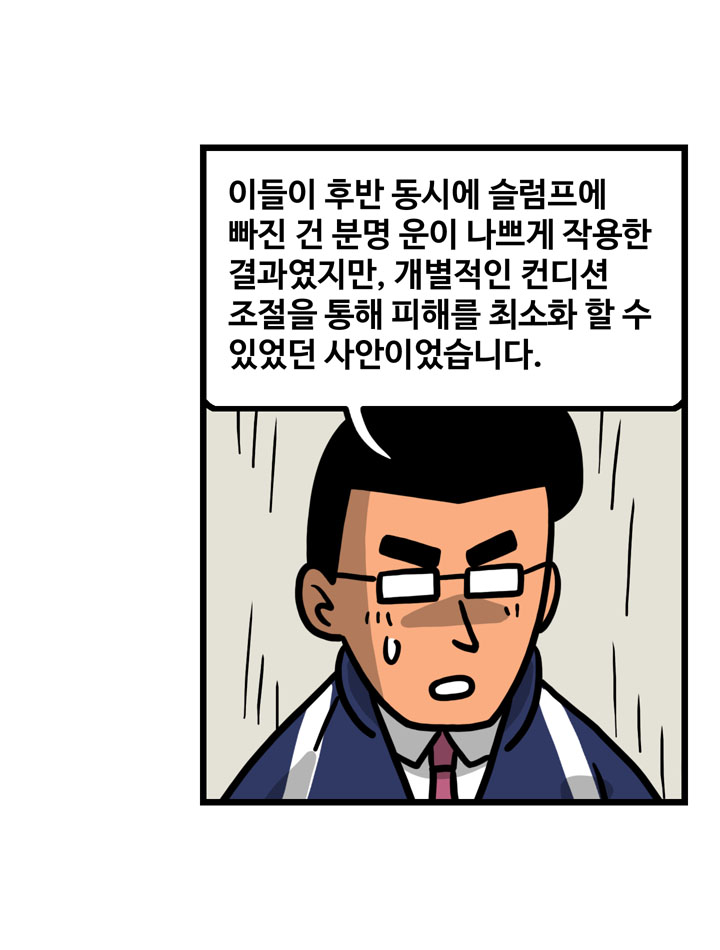 이들이 후반 동시에 슬럼프에
빠진 건 분명 운이 나쁘게 작용한
결과였지만, 개별적인 컨디션
조절을 통해 피해를 최소화 할 수
있었던 사안이었습니다.